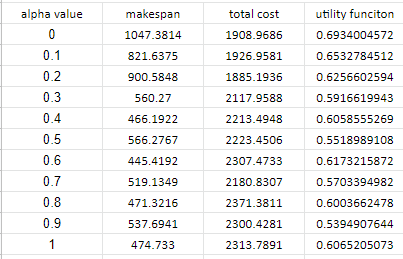 alpha value makespan total cost utility funciton
0 1047.3814 1908.9686 0.6934004572
0.1 821.6375 1926.9581 0.6532784512
0.2 900.5848 1885.1936 0.6256602594
0.3 560.27 2117.9588 0.5916619943
0.4 466.1922 2213.4948 0.6058555269
0.5 566.2767 2223.4506 0.5518989108
0.6 445.4192 2307.4733 0.6173215872
0.7 519.1349 2180.8307 0.5703394982
0.8 471.3216 2371.3811 0.6003662478
0.9 537.6941 2300.4281 0.5394907644
1 474.733 2313.7891 0.6065205073